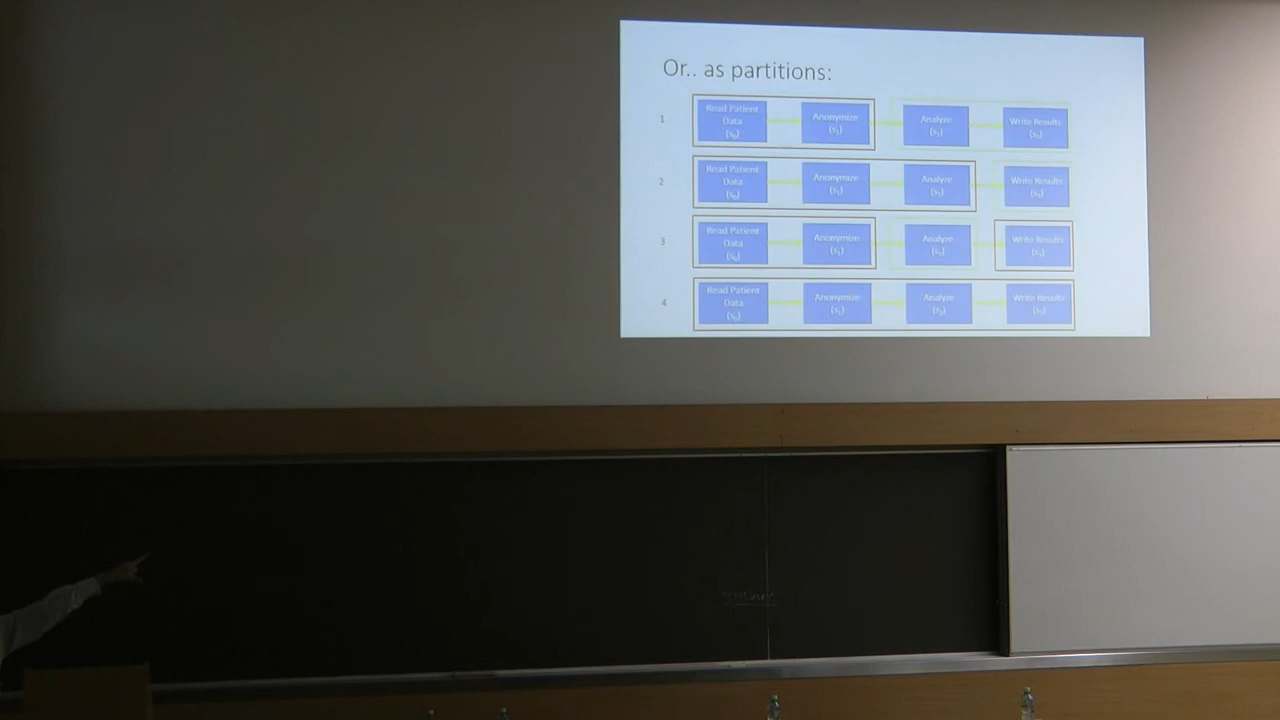 Or.. as partitions:
1
Read Patient
Data
(s₀)
Anonymize
(s₁)
Analyze
(s₂)
Write Results
(s₃)
2
Read Patient
Data
(s₀)
Anonymize
(s₁)
Analyze
(s₂)
Write Results
(s₃)
3
Read Patient
Data
(s₀)
Anonymize
(s₁)
Analyze
(s₂)
Write Results
(s₃)
4
Read Patient
Data
(s₀)
Anonymize
(s₁)
Analyze
(s₂)
Write Results
(s₃)